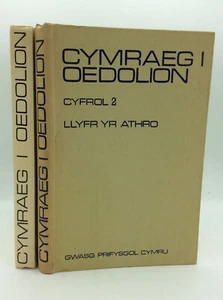 CYMRAEG I
OEDOLION
CYFROL 2
LLYFR YR ATHRO
GWASG PRIFYSGOL CYMRU
CYMRAEG I OEDOLION
CYMRAEG I OEDOLION